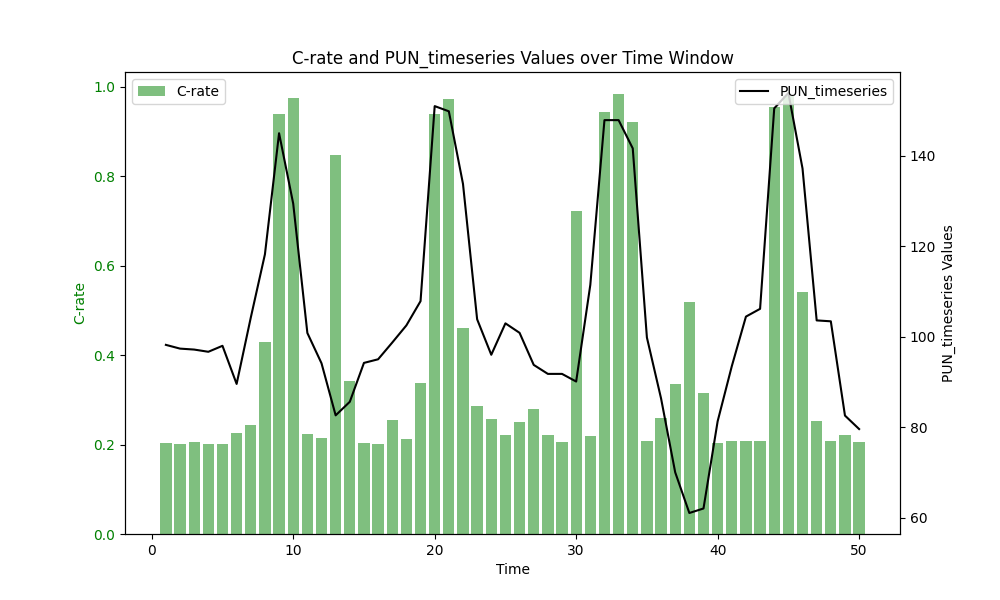 C-rate and PUN_timeseries Values over Time Window
C-rate
PUN_timeseries
1.0
0.8
0.6
0.4
0.2
0.0
C-rate
140
120
100
80
60
PUN_timeseries Values
0 10 20 30 40 50
Time